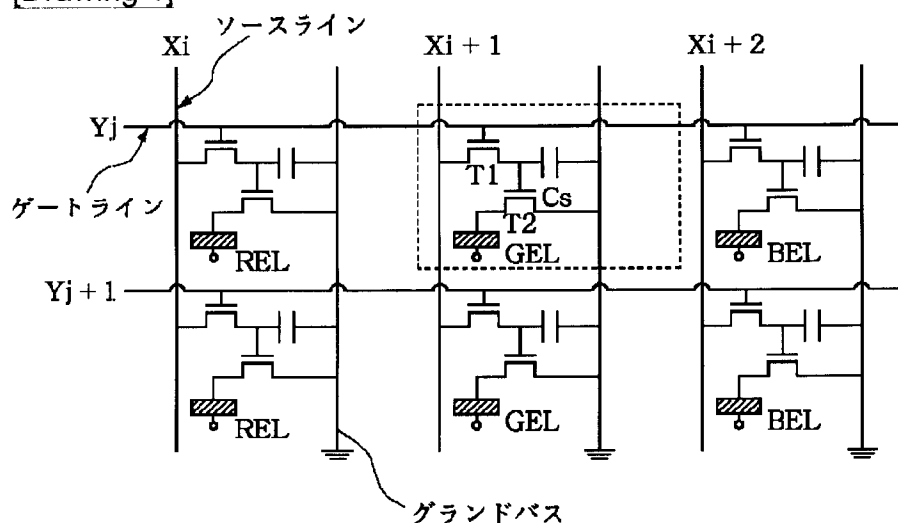 ソースライン
Xi
Xi + 1
Xi + 2
Yj
T1
Cs
T2
ゲートライン
REL
GEL
BEL
Yj + 1
REL
GEL
BEL
グランドバス